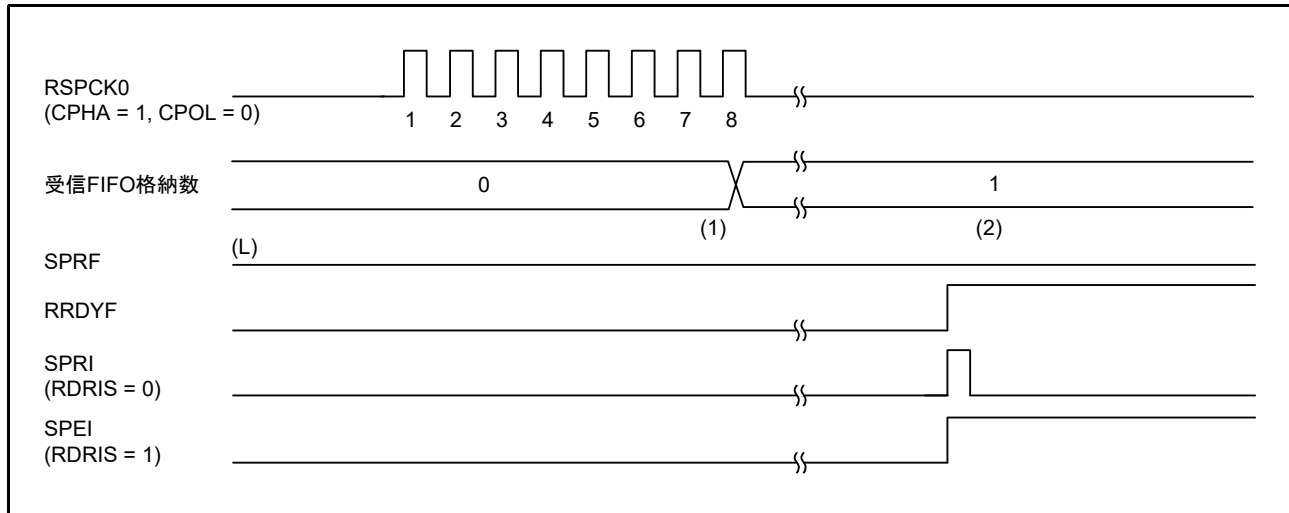 RSPCK0
(CPHA = 1, CPOL = 0)
1 2 3 4 5 6 7 8
受信FIFO格納数
0
1
(1)
(2)
(L)
SPRF
RRDYF
SPRI
(RDRIS = 0)
SPEI
(RDRIS = 1)